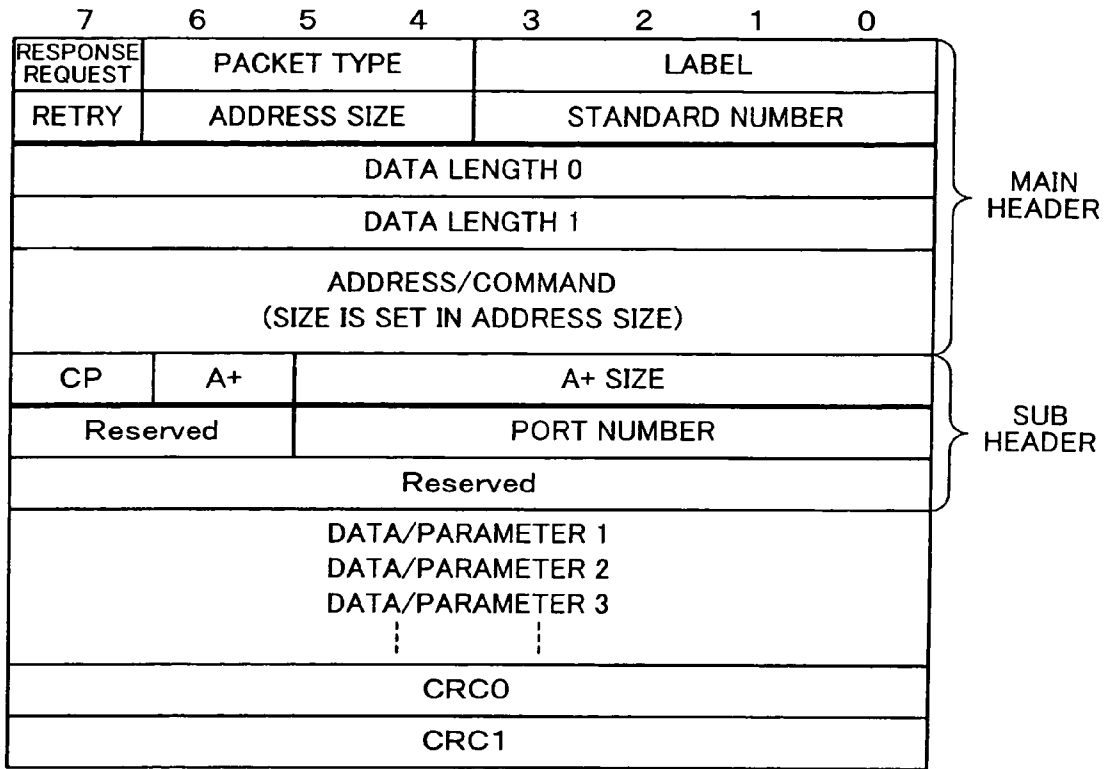 7 6 5 4 3 2 1 0
RESPONSE
REQUEST
PACKET TYPE
LABEL
RETRY
ADDRESS SIZE
STANDARD NUMBER
DATA LENGTH 0
DATA LENGTH 1
ADDRESS/COMMAND
(SIZE IS SET IN ADDRESS SIZE)
MAIN
HEADER
CP
A+
A+ SIZE
Reserved
PORT NUMBER
Reserved
SUB
HEADER
DATA/PARAMETER 1
DATA/PARAMETER 2
DATA/PARAMETER 3
CRC0
CRC1